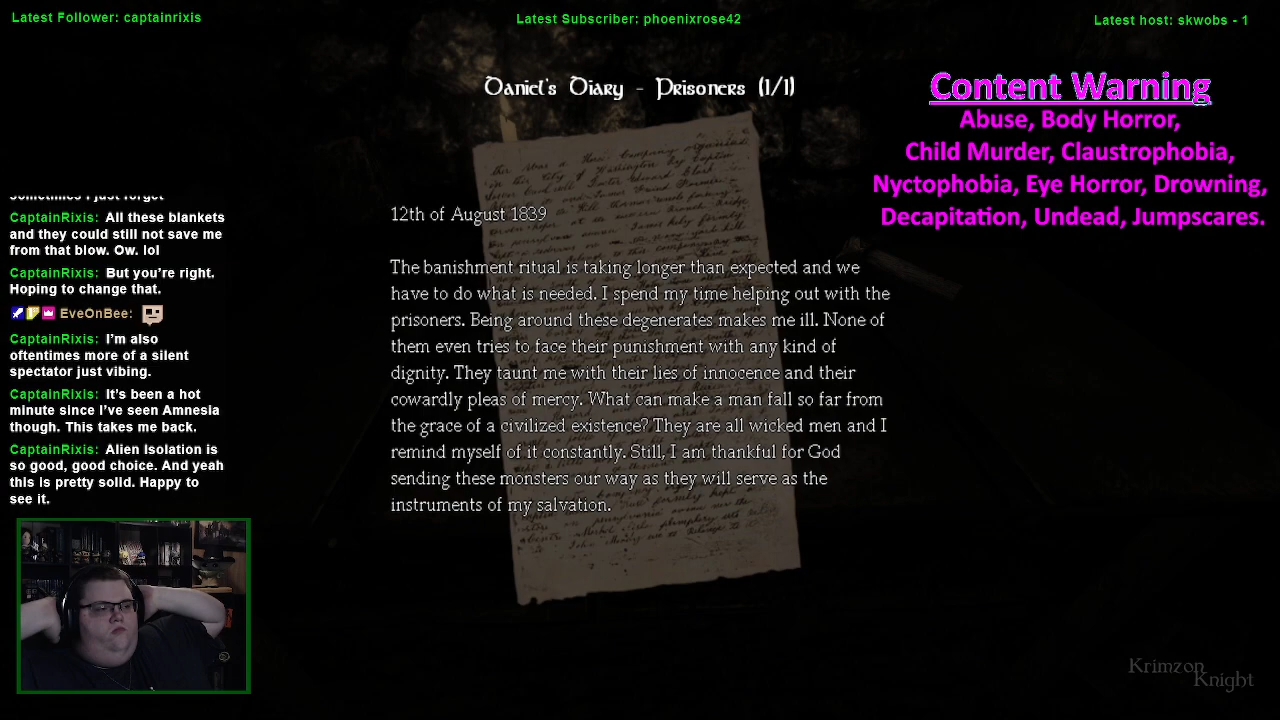 Latest Follower: captainrixis
Latest Subscriber: phoenixrose42
Latest host: skwobs - 1
Daniel's Diary - Prisoners (1/1)
Content Warning
Abuse, Body Horror,
Child Murder, Claustrophobia,
Nyctophobia, Eye Horror, Drowning,
Decapitation, Undead, Jumpscares.
sometimes I just forget
CaptainRixis: All these blankets
and they could still not save me
from that blow. Ow. lol
CaptainRixis: But you're right.
Hoping to change that.
EveOnBee:
CaptainRixis: I'm also
oftentimes more of a silent
spectator just vibing.
CaptainRixis: It's been a hot
minute since I've seen Amnesia
though. This takes me back.
CaptainRixis: Alien Isolation is
so good, good choice. And yeah
this is pretty solid. Happy to
see it.
12th of August 1839
The banishment ritual is taking longer than expected and we
have to do what is needed. I spend my time helping out with the
prisoners. Being around these degenerates makes me ill. None of
them even tries to face their punishment with any kind of
dignity. They taunt me with their lies of innocence and their
cowardly pleas of mercy. What can make a man fall so far from
the grace of a civilized existence? They are all wicked men and I
remind myself of it constantly. Still, I am thankful for God
sending these monsters our way as they will serve as the
instruments of my salvation.
Krimzon
Knight